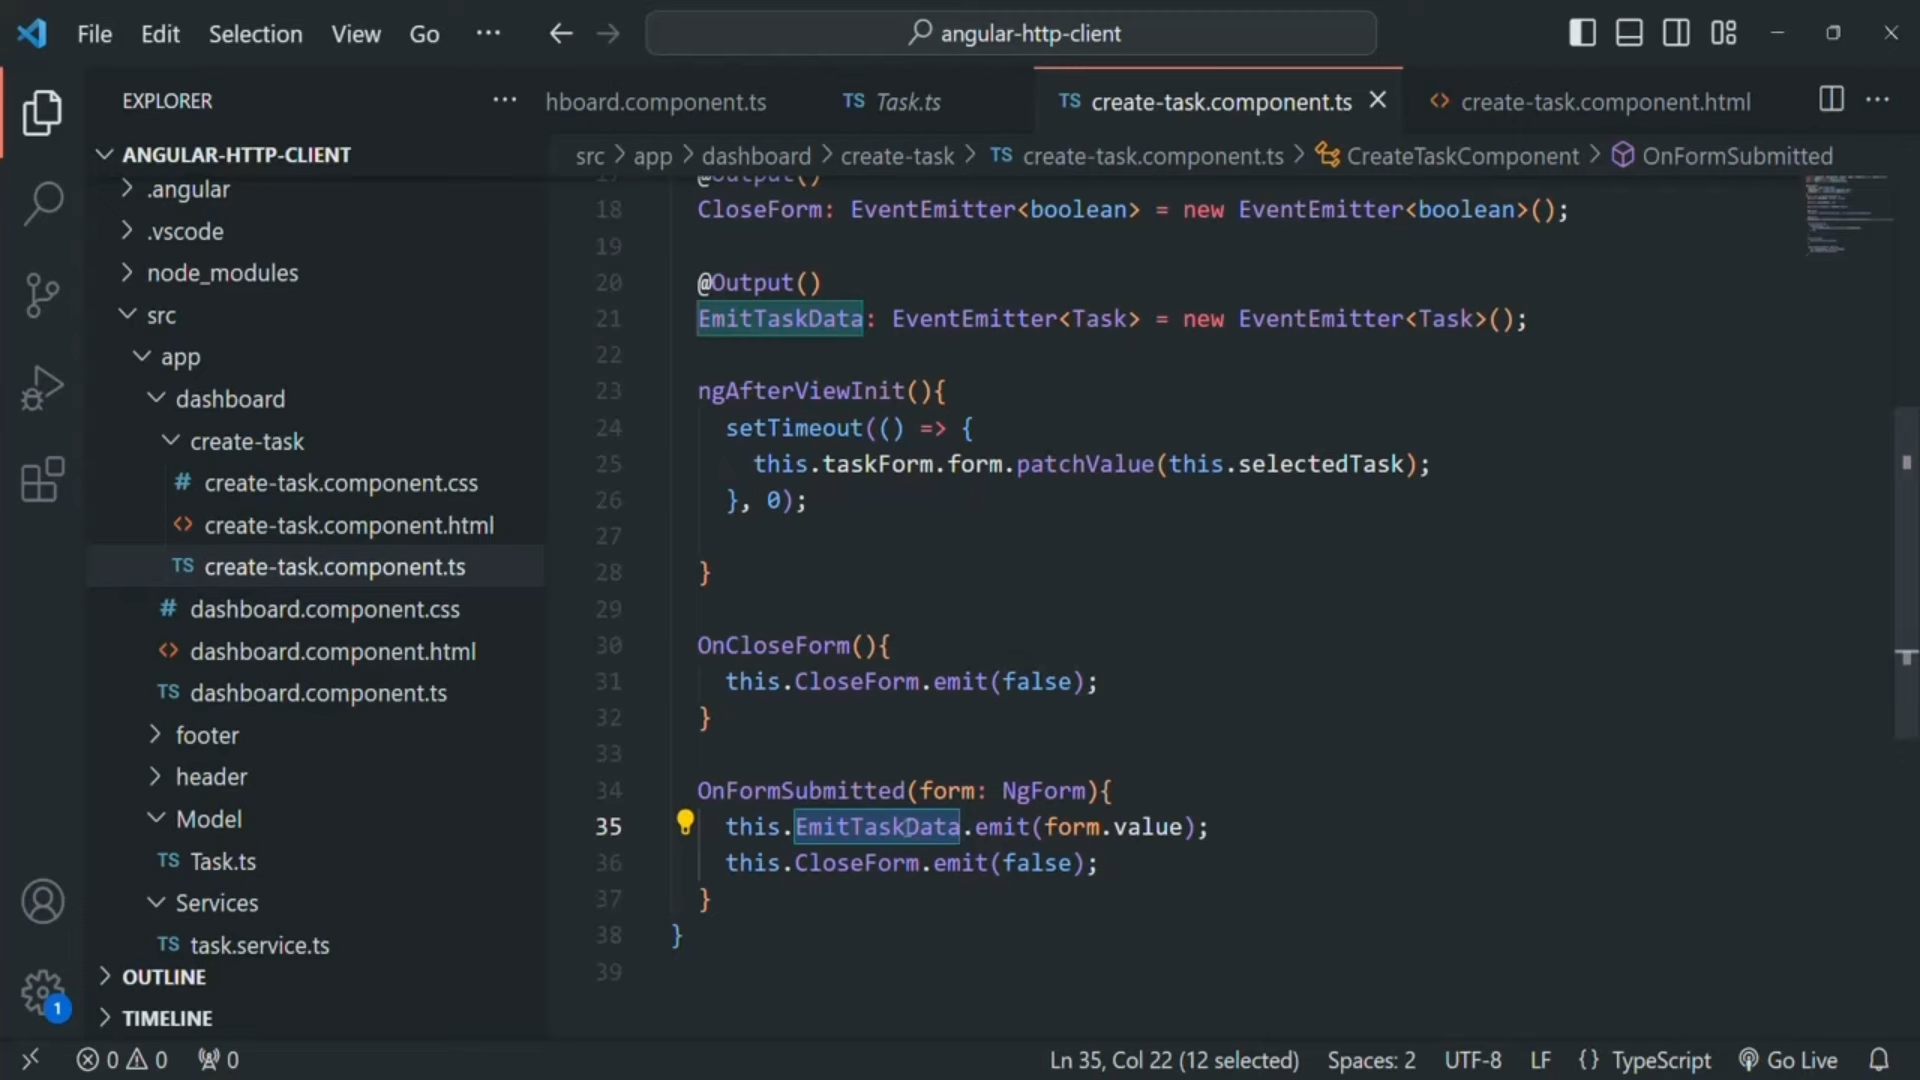 File Edit Selection View Go ··· angular-http-client
EXPLORER ···
hboard.component.ts TS Task.ts TS create-task.component.ts <> create-task.component.html ···
ANGULAR-HTTP-CLIENT
src > app > dashboard > create-task > TS create-task.component.ts > CreateTaskComponent > OnFormSubmitted
> .angular
> .vscode
> node_modules
src
app
dashboard
create-task
# create-task.component.css
<> create-task.component.html
TS create-task.component.ts
# dashboard.component.css
<> dashboard.component.html
TS dashboard.component.ts
> footer
> header
Model
TS Task.ts
Services
TS task.service.ts
> OUTLINE
> TIMELINE
1
17 @Output()
18 CloseForm: EventEmitter<boolean> = new EventEmitter<boolean>();
19
20 @Output()
21 EmitTaskData: EventEmitter<Task> = new EventEmitter<Task>();
22
23 ngAfterViewInit(){
24 setTimeout(() => {
25 this.taskForm.form.patchValue(this.selectedTask);
26 }, 0);
27
28 }
29
30 OnCloseForm(){
31 this.CloseForm.emit(false);
32 }
33
34 OnFormSubmitted(form: NgForm){
35 this.EmitTaskData.emit(form.value);
36 this.CloseForm.emit(false);
37 }
38 }
39
0 0 0 Ln 35, Col 22 (12 selected) Spaces: 2 UTF-8 LF {} TypeScript Go Live